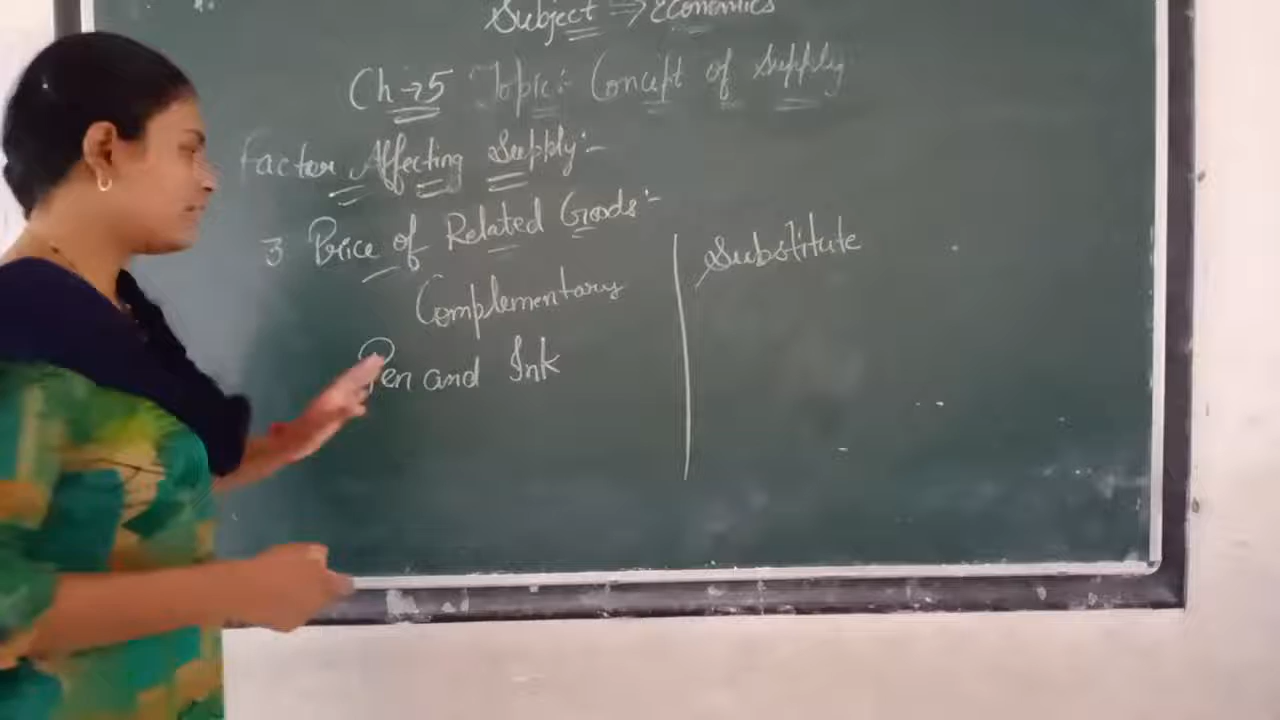 Subject ⇒ Economics
Ch→5 Topic:- Concept of Supply
Factor Affecting Supply:-
3 Price of Related Goods:-
Complementary
Substitute
Pen and Ink